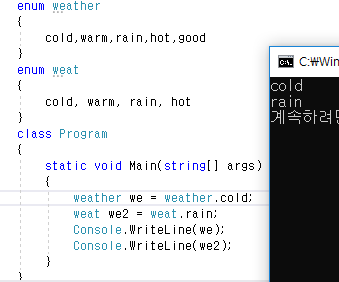 enum weather
{
cold,warm,rain,hot,good
}
enum weat
{
cold, warm, rain, hot
}
class Program
{
static void Main(string[] args)
{
weather we = weather.cold;
weat we2 = weat.rain;
Console.WriteLine(we);
Console.WriteLine(we2);
}
}
C:\Win
cold
rain
계속하려면